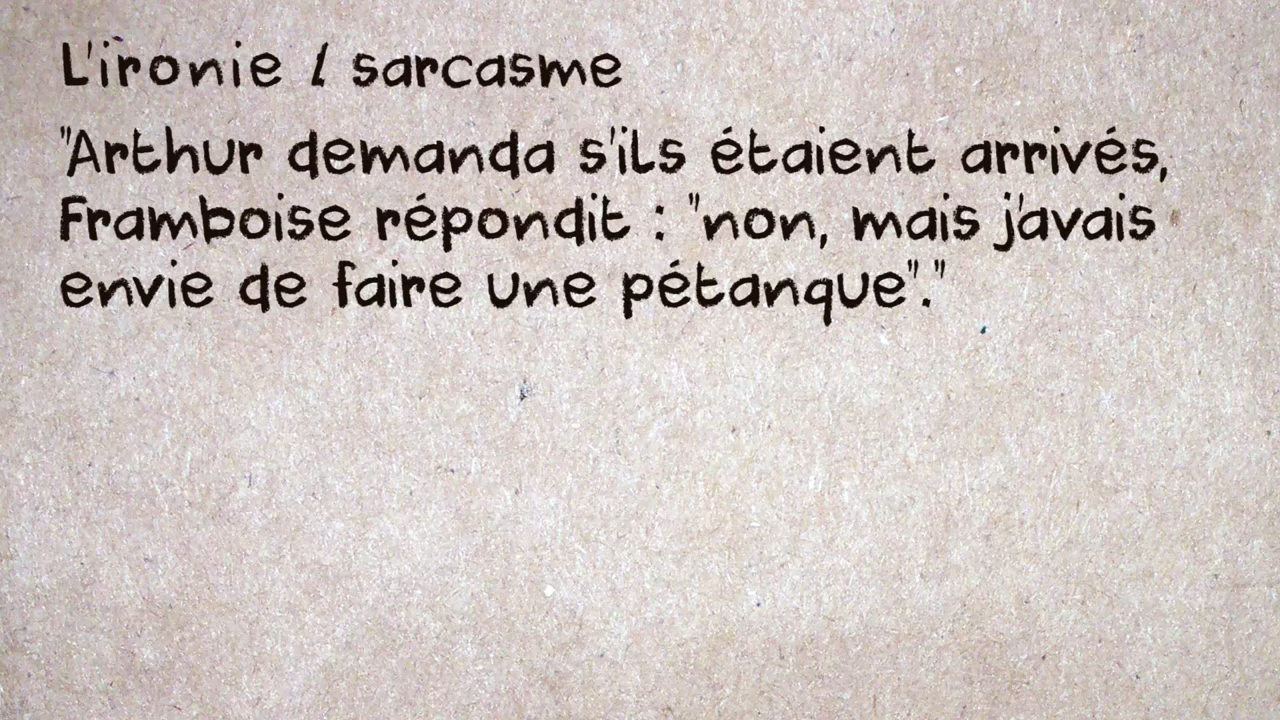 L'ironie / sarcasme
"Arthur demanda s'ils étaient arrivés,
Framboise répondit : "non, mais j'avais
envie de faire une pétanque"."